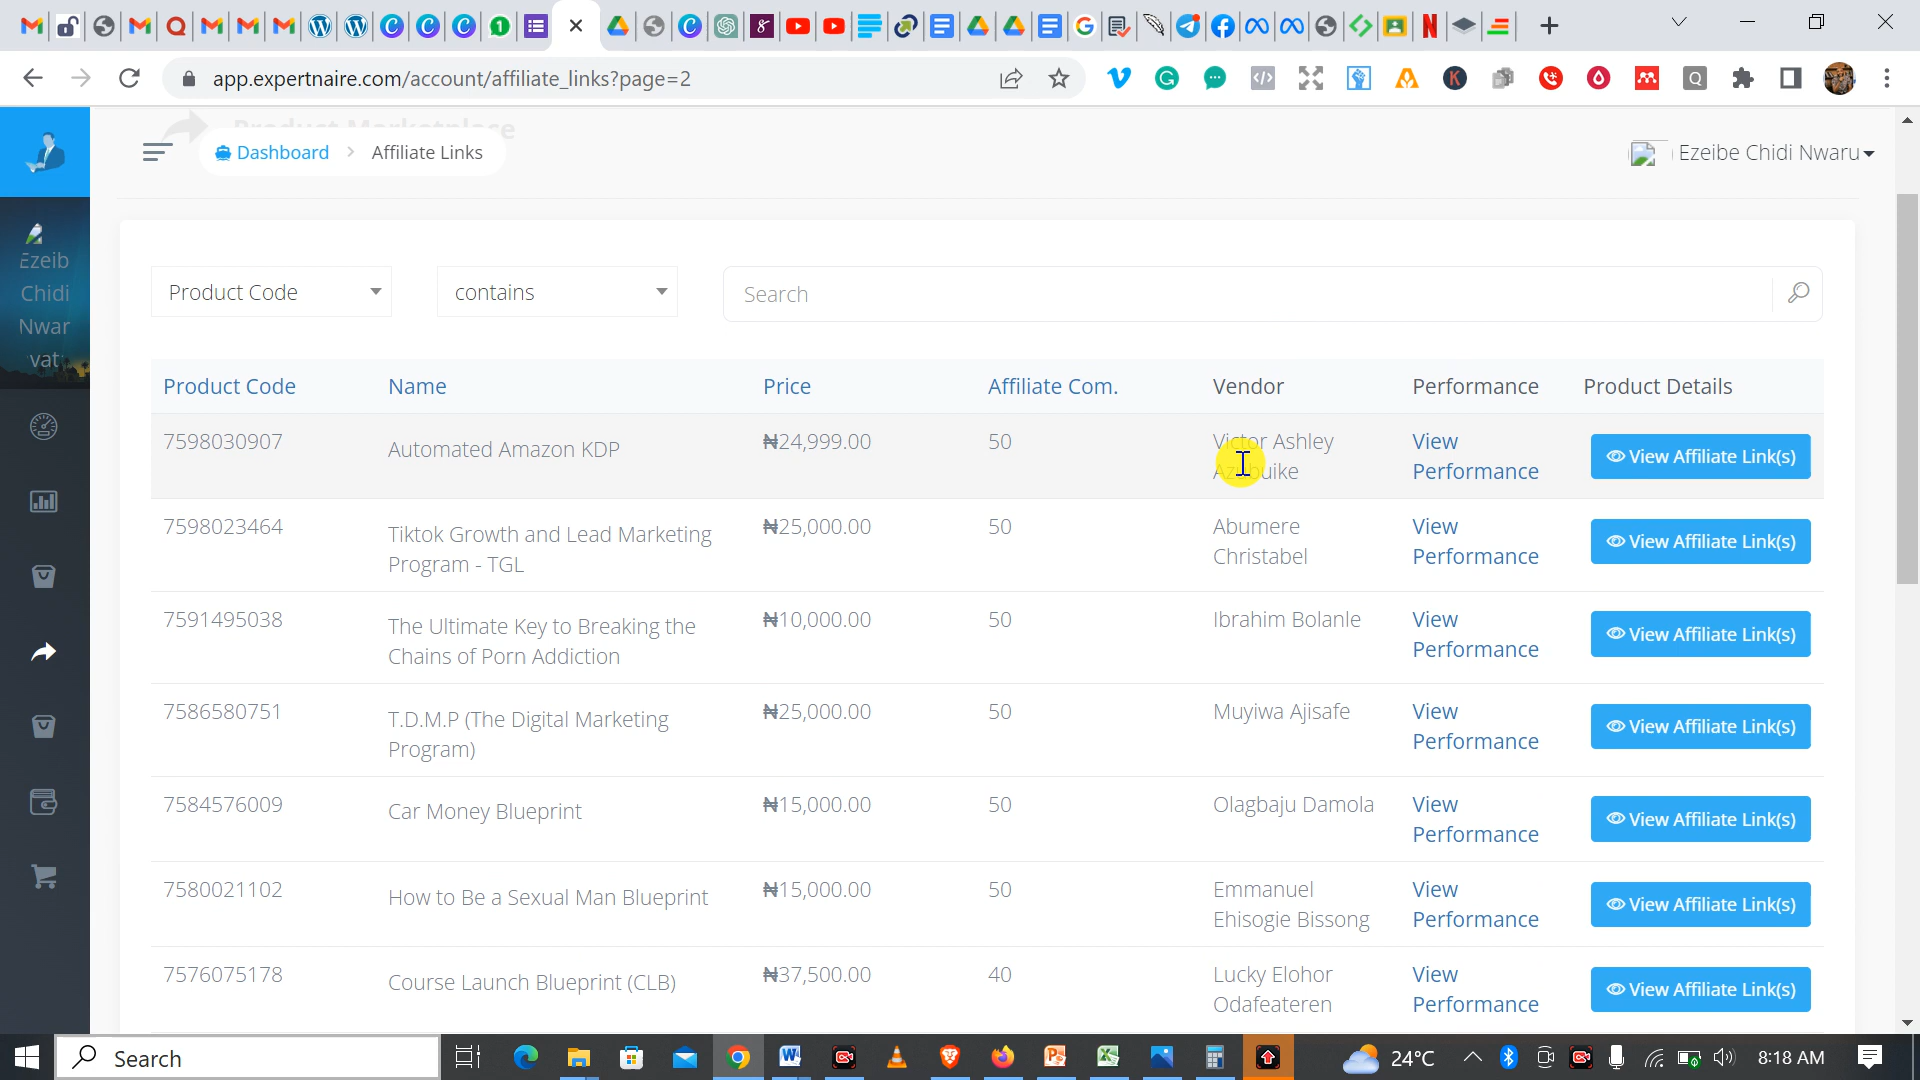 app.expertnaire.com/account/affiliate_links?page=2
Product Marketplace
Dashboard > Affiliate Links
Ezeibe Chidi Nwaru
Ezeib
Chidi
Nwar
vat
Product Code
contains
Search
Product Code Name Price Affiliate Com. Vendor Performance Product Details
7598030907 Automated Amazon KDP ₦24,999.00 50 Victor Ashley Azubuike View Performance View Affiliate Link(s)
7598023464 Tiktok Growth and Lead Marketing Program - TGL ₦25,000.00 50 Abumere Christabel View Performance View Affiliate Link(s)
7591495038 The Ultimate Key to Breaking the Chains of Porn Addiction ₦10,000.00 50 Ibrahim Bolanle View Performance View Affiliate Link(s)
7586580751 T.D.M.P (The Digital Marketing Program) ₦25,000.00 50 Muyiwa Ajisafe View Performance View Affiliate Link(s)
7584576009 Car Money Blueprint ₦15,000.00 50 Olagbaju Damola View Performance View Affiliate Link(s)
7580021102 How to Be a Sexual Man Blueprint ₦15,000.00 50 Emmanuel Ehisogie Bissong View Performance View Affiliate Link(s)
7576075178 Course Launch Blueprint (CLB) ₦37,500.00 40 Lucky Elohor Odafeateren View Performance View Affiliate Link(s)
Search
24°C
8:18 AM